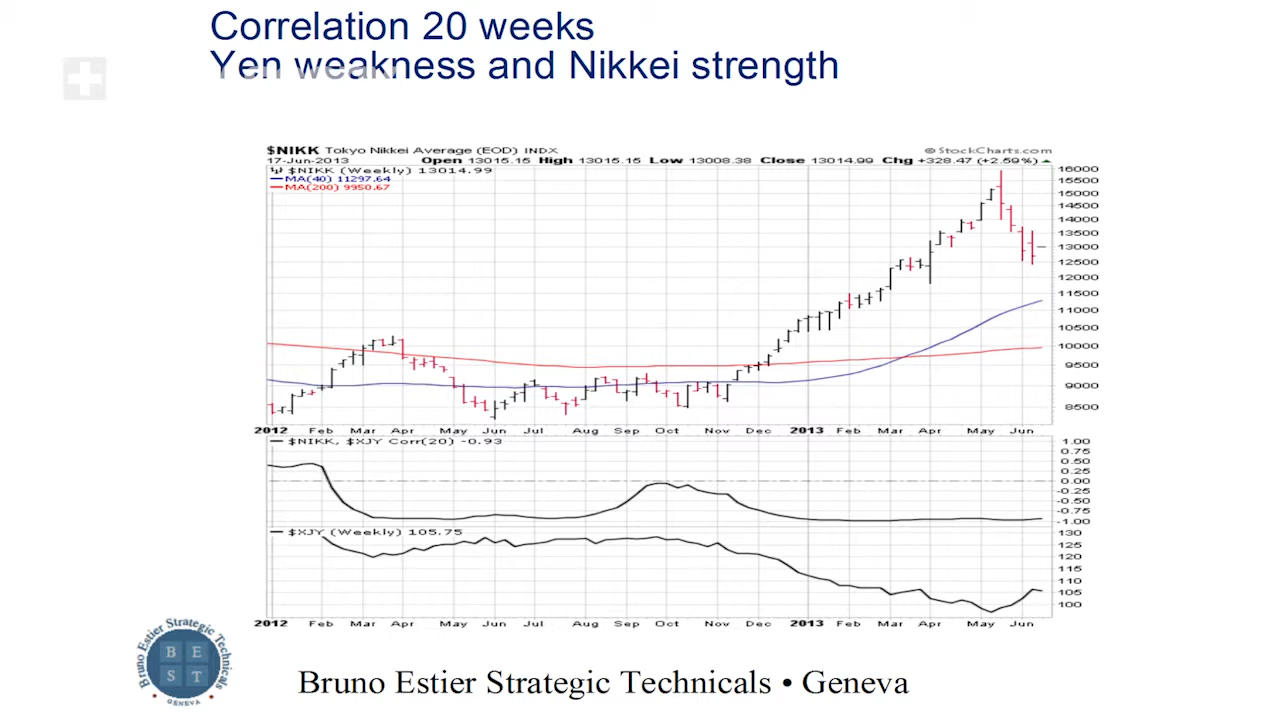 Correlation 20 weeks
Yen weakness and Nikkei strength
$NIKK Tokyo Nikkei Average (EOD) INDX
© StockCharts.com
17-Jun-2013 Open 13015.15 High 13015.15 Low 13008.38 Close 13014.99 Chg +328.47 (+2.59%)
$NIKK (Weekly) 13014.99
MA(40) 11297.64
MA(200) 9950.67
16000
15500
15000
14500
14000
13500
13000
12500
12000
11500
11000
10500
10000
9500
9000
8500
2012 Feb Mar Apr May Jun Jul Aug Sep Oct Nov Dec 2013 Feb Mar Apr May Jun
$NIKK, $XJY Corr(20) -0.93
1.00
0.75
0.50
0.25
0.00
-0.25
-0.50
-0.75
-1.00
$XJY (Weekly) 105.75
130
125
120
115
110
105
100
2012 Feb Mar Apr May Jun Jul Aug Sep Oct Nov Dec 2013 Feb Mar Apr May Jun
Bruno Estier Strategic Technicals
B E
S T
GENEVA
Bruno Estier Strategic Technicals • Geneva